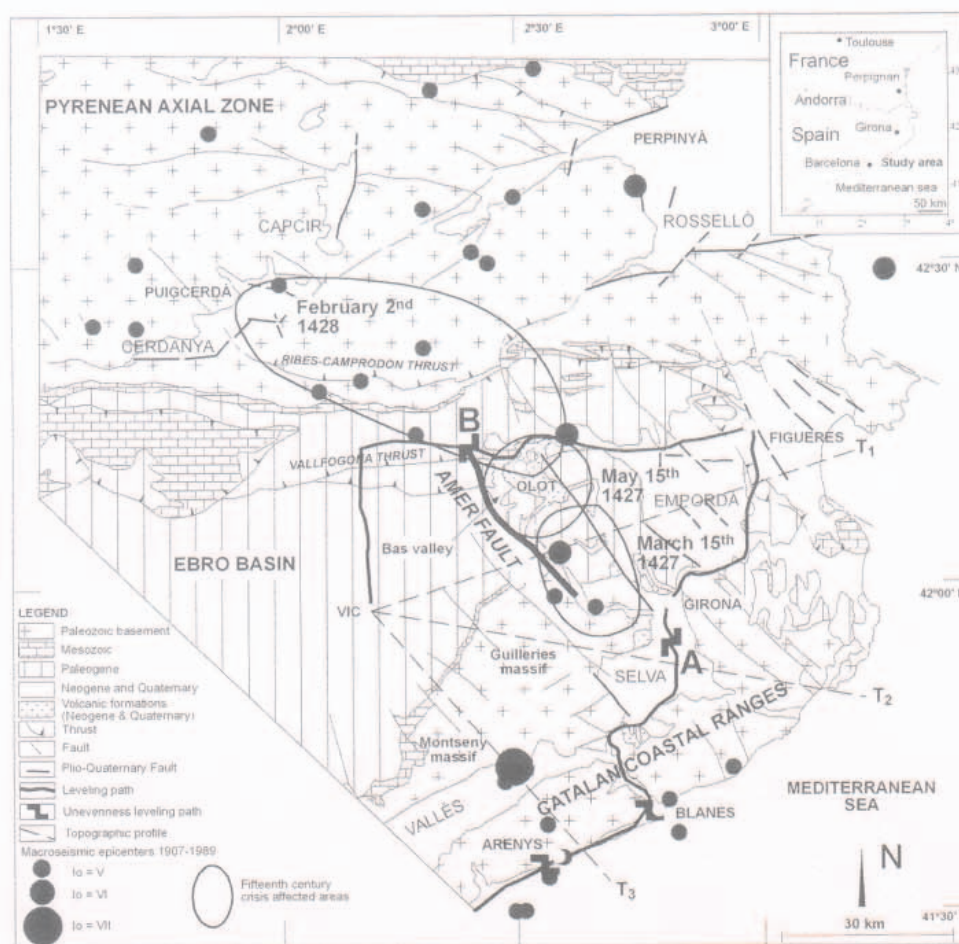 1°30' E
2°00' E
2°30' E
3°00' E
Toulouse
France
Perpignan
Andorra
Spain
Girona
Barcelone
Study area
Mediterranean sea
50 km
1
2
3
PYRENEAN AXIAL ZONE
PERPINYÀ
CAPCIR
ROSSELLÓ
42°30' N
PUIGCERDÀ
February 2nd
1428
CERDANYA
RIBES-CAMPRODON THRUST
B
FIGUERES
T1
VALLFOGONA THRUST
OLOT
May 15th
1427
EMPORDÀ
AMER FAULT
Bas valley
March 15th
1427
EBRO BASIN
42°00' N
VIC
GIRONA
Guilleries
massif
A
SELVA
T2
Montseny
massif
CATALAN COASTAL RANGES
MEDITERRANEAN
SEA
VALLÈS
BLANES
ARENYS
N
T3
30 km
41°30' N
LEGEND
Paleozoic basement
Mesozoic
Paleogene
Neogene and Quaternary
Volcanic formations
(Neogene & Quaternary)
Thrust
Fault
Plio-Quaternary Fault
Leveling path
Unevenness leveling path
Topographic profile
Macroseismic epicenters 1907-1989
Io = V
Io = VI
Io = VII
Fifteenth century
crisis affected areas